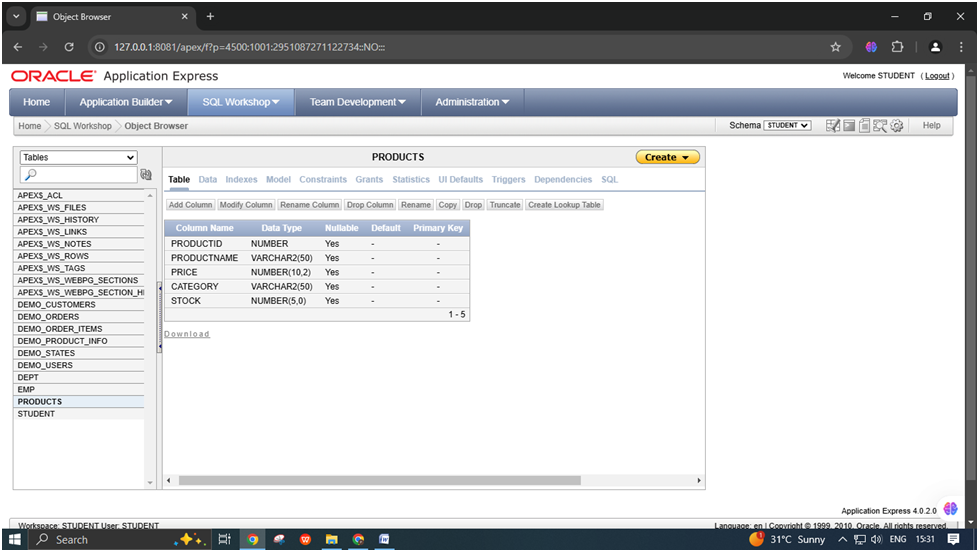 Object Browser
127.0.0.1:8081/apex/f?p=4500:1001:2951087271122734::NO:::
ORACLE Application Express
Welcome STUDENT ( Logout )
Home Application Builder SQL Workshop Team Development Administration
Home SQL Workshop Object Browser
Schema STUDENT Help
Tables
PRODUCTS
Create
Table Data Indexes Model Constraints Grants Statistics UI Defaults Triggers Dependencies SQL
Add Column Modify Column Rename Column Drop Column Rename Copy Drop Truncate Create Lookup Table
Column Name Data Type Nullable Default Primary Key
PRODUCTID NUMBER Yes - -
PRODUCTNAME VARCHAR2(50) Yes - -
PRICE NUMBER(10,2) Yes - -
CATEGORY VARCHAR2(50) Yes - -
STOCK NUMBER(5,0) Yes - -
1 - 5
Download
APEX$_ACL
APEX$_WS_FILES
APEX$_WS_HISTORY
APEX$_WS_LINKS
APEX$_WS_NOTES
APEX$_WS_ROWS
APEX$_WS_TAGS
APEX$_WS_WEBPG_SECTIONS
APEX$_WS_WEBPG_SECTION_HI
DEMO_CUSTOMERS
DEMO_ORDERS
DEMO_ORDER_ITEMS
DEMO_PRODUCT_INFO
DEMO_STATES
DEMO_USERS
DEPT
EMP
PRODUCTS
STUDENT
Application Express 4.0.2.0
Workspace: STUDENT User: STUDENT
Language: en | Copyright © 1999, 2010, Oracle. All rights reserved.
Search
31°C Sunny
ENG
15:31